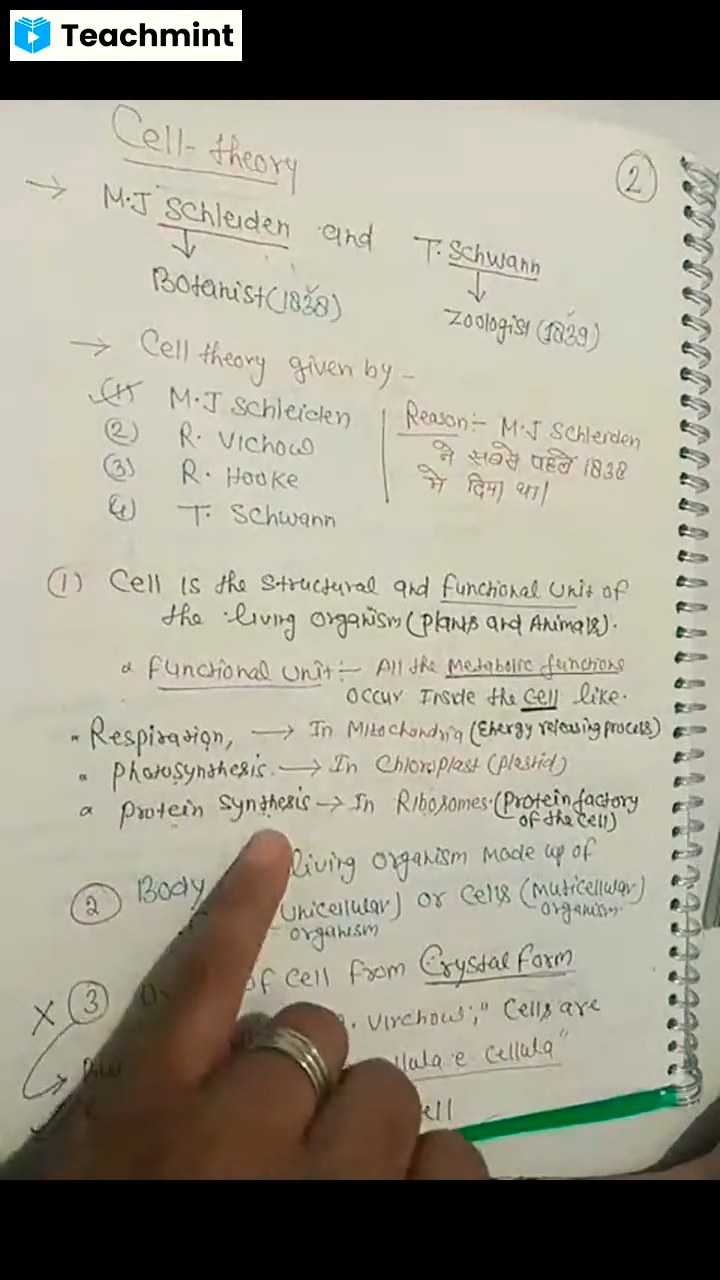 Teachmint
Cell-theory
2
→ M.J Schleiden and T. Schwann
Botanist (1838)
Zoologist (1839)
→ Cell theory given by -
(1) M.J Schleiden
(2) R. Vichow
(3) R. Hooke
(4) T. Schwann
Reason:- M.J Schleiden
ने सबसे पहले 1838
मे दिया था।
(1) Cell is the structural and functional unit of
the living organism (plants and Animals).
Functional unit:- All the Metabolic functions
occur inside the cell like.
Respiration, → In Mitochondria (Energy releasing process)
Photosynthesis. → In Chloroplast (plastid)
Protein synthesis → In Ribosomes. (Protein factory
of the cell)
2 Body living organism made up of
unicellular) or cells (Muticellular)
organism organism.
X 3 of cell from Crystal form
. Virchow; "Cells are
e cellula"